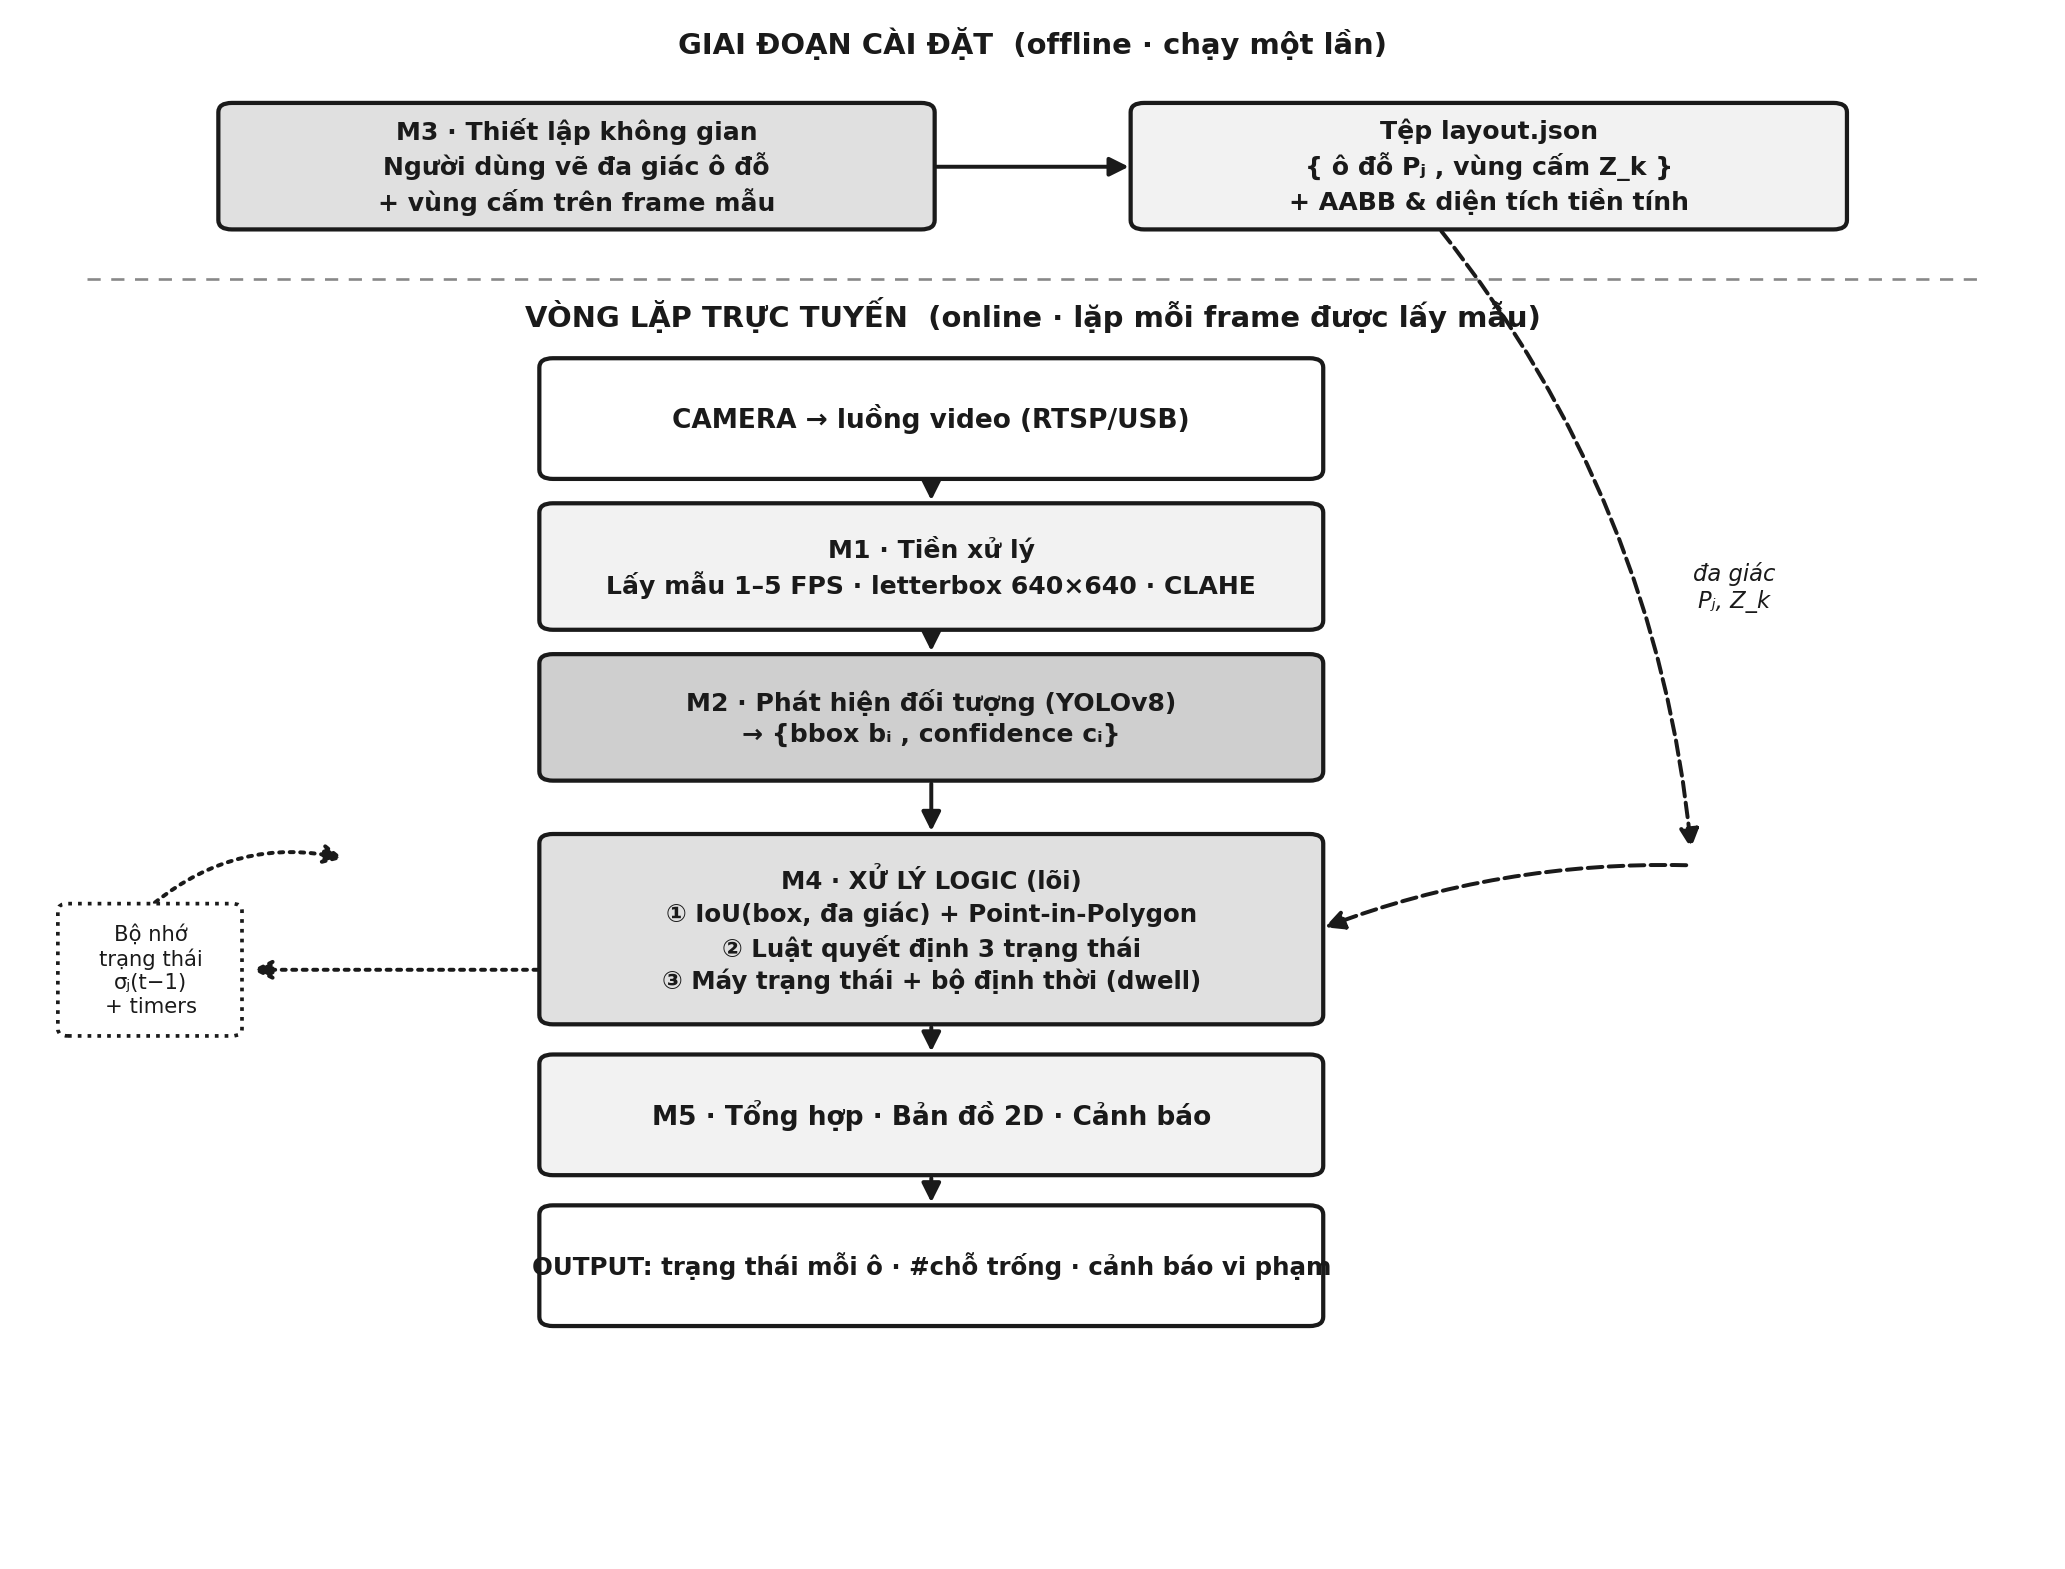 GIAI ĐOẠN CÀI ĐẶT (offline · chạy một lần)
M3 · Thiết lập không gian
Người dùng vẽ đa giác ô đỗ
+ vùng cấm trên frame mẫu
Tệp layout.json
{ ô đỗ Pⱼ , vùng cấm Z_k }
+ AABB & diện tích tiền tính
VÒNG LẶP TRỰC TUYẾN (online · lặp mỗi frame được lấy mẫu)
CAMERA → luồng video (RTSP/USB)
M1 · Tiền xử lý
Lấy mẫu 1–5 FPS · letterbox 640×640 · CLAHE
đa giác
Pⱼ, Z_k
M2 · Phát hiện đối tượng (YOLOv8)
→ {bbox bᵢ , confidence cᵢ}
M4 · XỬ LÝ LOGIC (lõi)
① IoU(box, đa giác) + Point-in-Polygon
② Luật quyết định 3 trạng thái
③ Máy trạng thái + bộ định thời (dwell)
Bộ nhớ
trạng thái
σⱼ(t−1)
+ timers
M5 · Tổng hợp · Bản đồ 2D · Cảnh báo
OUTPUT: trạng thái mỗi ô · #chỗ trống · cảnh báo vi phạm